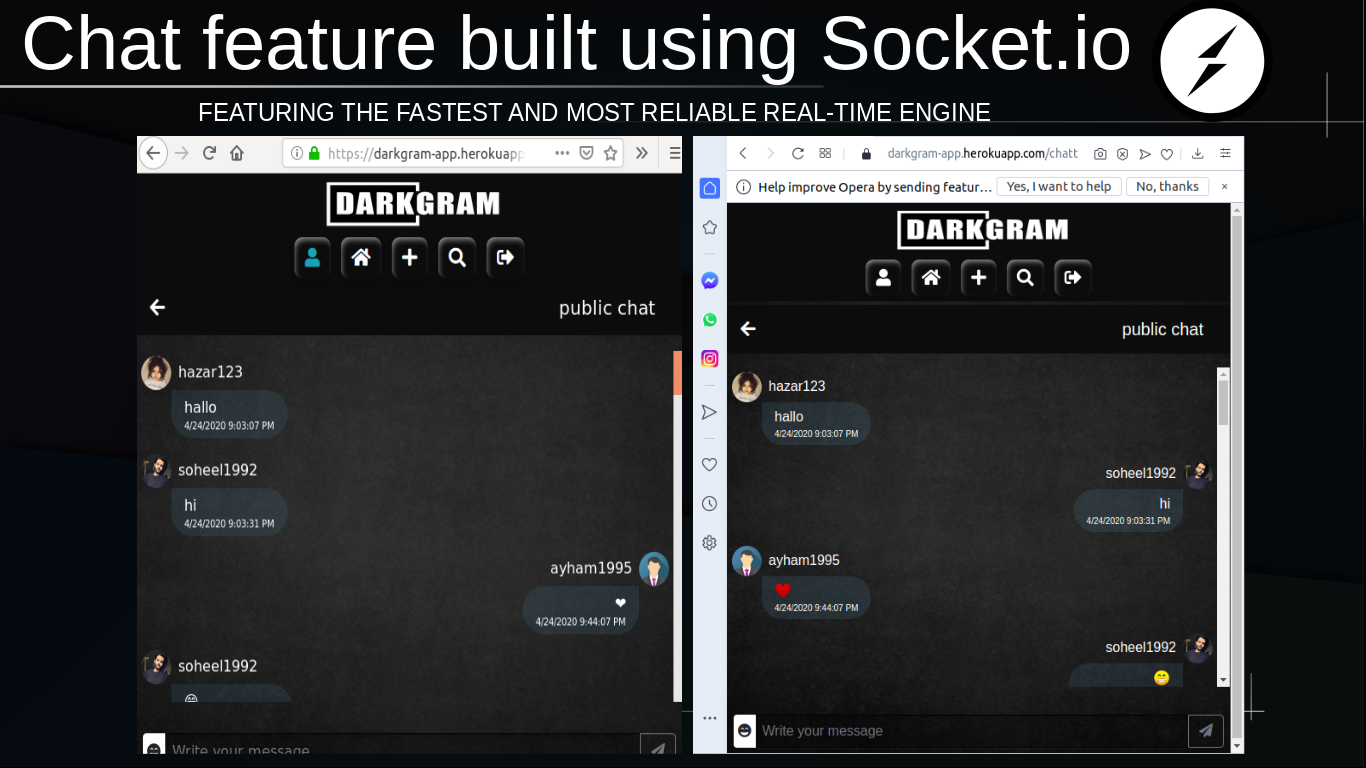 Chat feature built using Socket.io
FEATURING THE FASTEST AND MOST RELIABLE REAL-TIME ENGINE
https://darkgram-app.herokuapp
DARKGRAM
public chat
hazar123
hallo
4/24/2020 9:03:07 PM
soheel1992
hi
4/24/2020 9:03:31 PM
ayham1995
❤
4/24/2020 9:44:07 PM
soheel1992
Write your message
darkgram-app.herokuapp.com/chatt
Help improve Opera by sending featur... Yes, I want to help No, thanks ×
DARKGRAM
public chat
hazar123
hallo
4/24/2020 9:03:07 PM
soheel1992
hi
4/24/2020 9:03:31 PM
ayham1995
❤
4/24/2020 9:44:07 PM
soheel1992
😁
Write your message